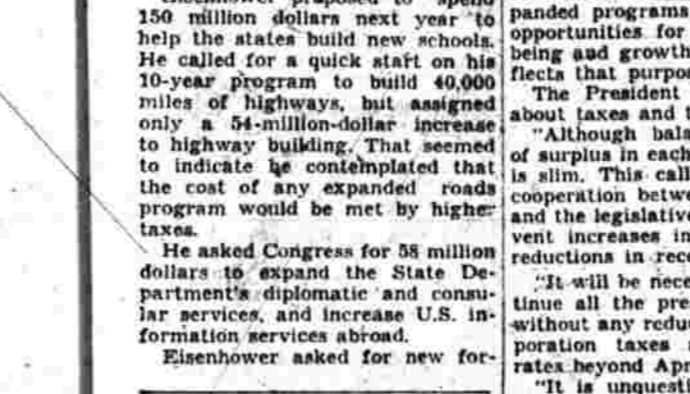 Eisenhower proposed to spend
150 million dollars next year to
help the states build new schools.
He called for a quick start on his
10-year program to build 40,000
miles of highways, but assigned
only a 54-million-dollar increase
to highway building. That seemed
to indicate he contemplated that
the cost of any expanded roads
program would be met by higher
taxes.
He asked Congress for 58 million
dollars to expand the State De-
partment's diplomatic and consu-
lar services, and increase U.S. in-
formation services abroad.
Eisenhower asked for new for-
panded programs
opportunities for
being and growth
flects that purpo
The President
about taxes and
"Although bala
of surplus in each
is slim. This call
cooperation betwe
and the legislative
vent increases in
reductions in rece
"It will be nece
tinue all the pre
without any redu
poration taxes
rates beyond Apr
"It is unquesti